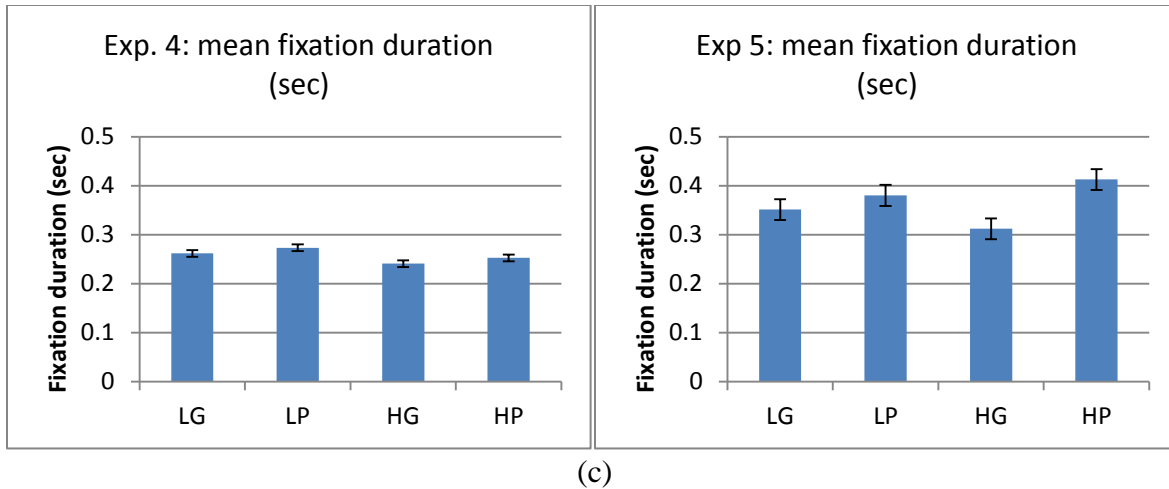 Exp. 4: mean fixation duration
(sec)
Fixation duration (sec)
0.5
0.4
0.3
0.2
0.1
0
LG LP HG HP
Exp 5: mean fixation duration
(sec)
Fixation duration (sec)
0.5
0.4
0.3
0.2
0.1
0
LG LP HG HP
(c)